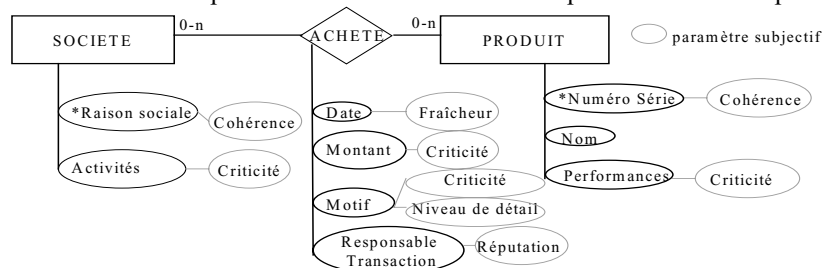 0-n
0-n
SOCIETE
ACHETE
PRODUIT
paramètre subjectif
*Raison sociale
Cohérence
Activités
Criticité
Date
Fraîcheur
Montant
Criticité
Criticité
Motif
Niveau de détail
Responsable
Transaction
Réputation
*Numéro Série
Cohérence
Nom
Performances
Criticité